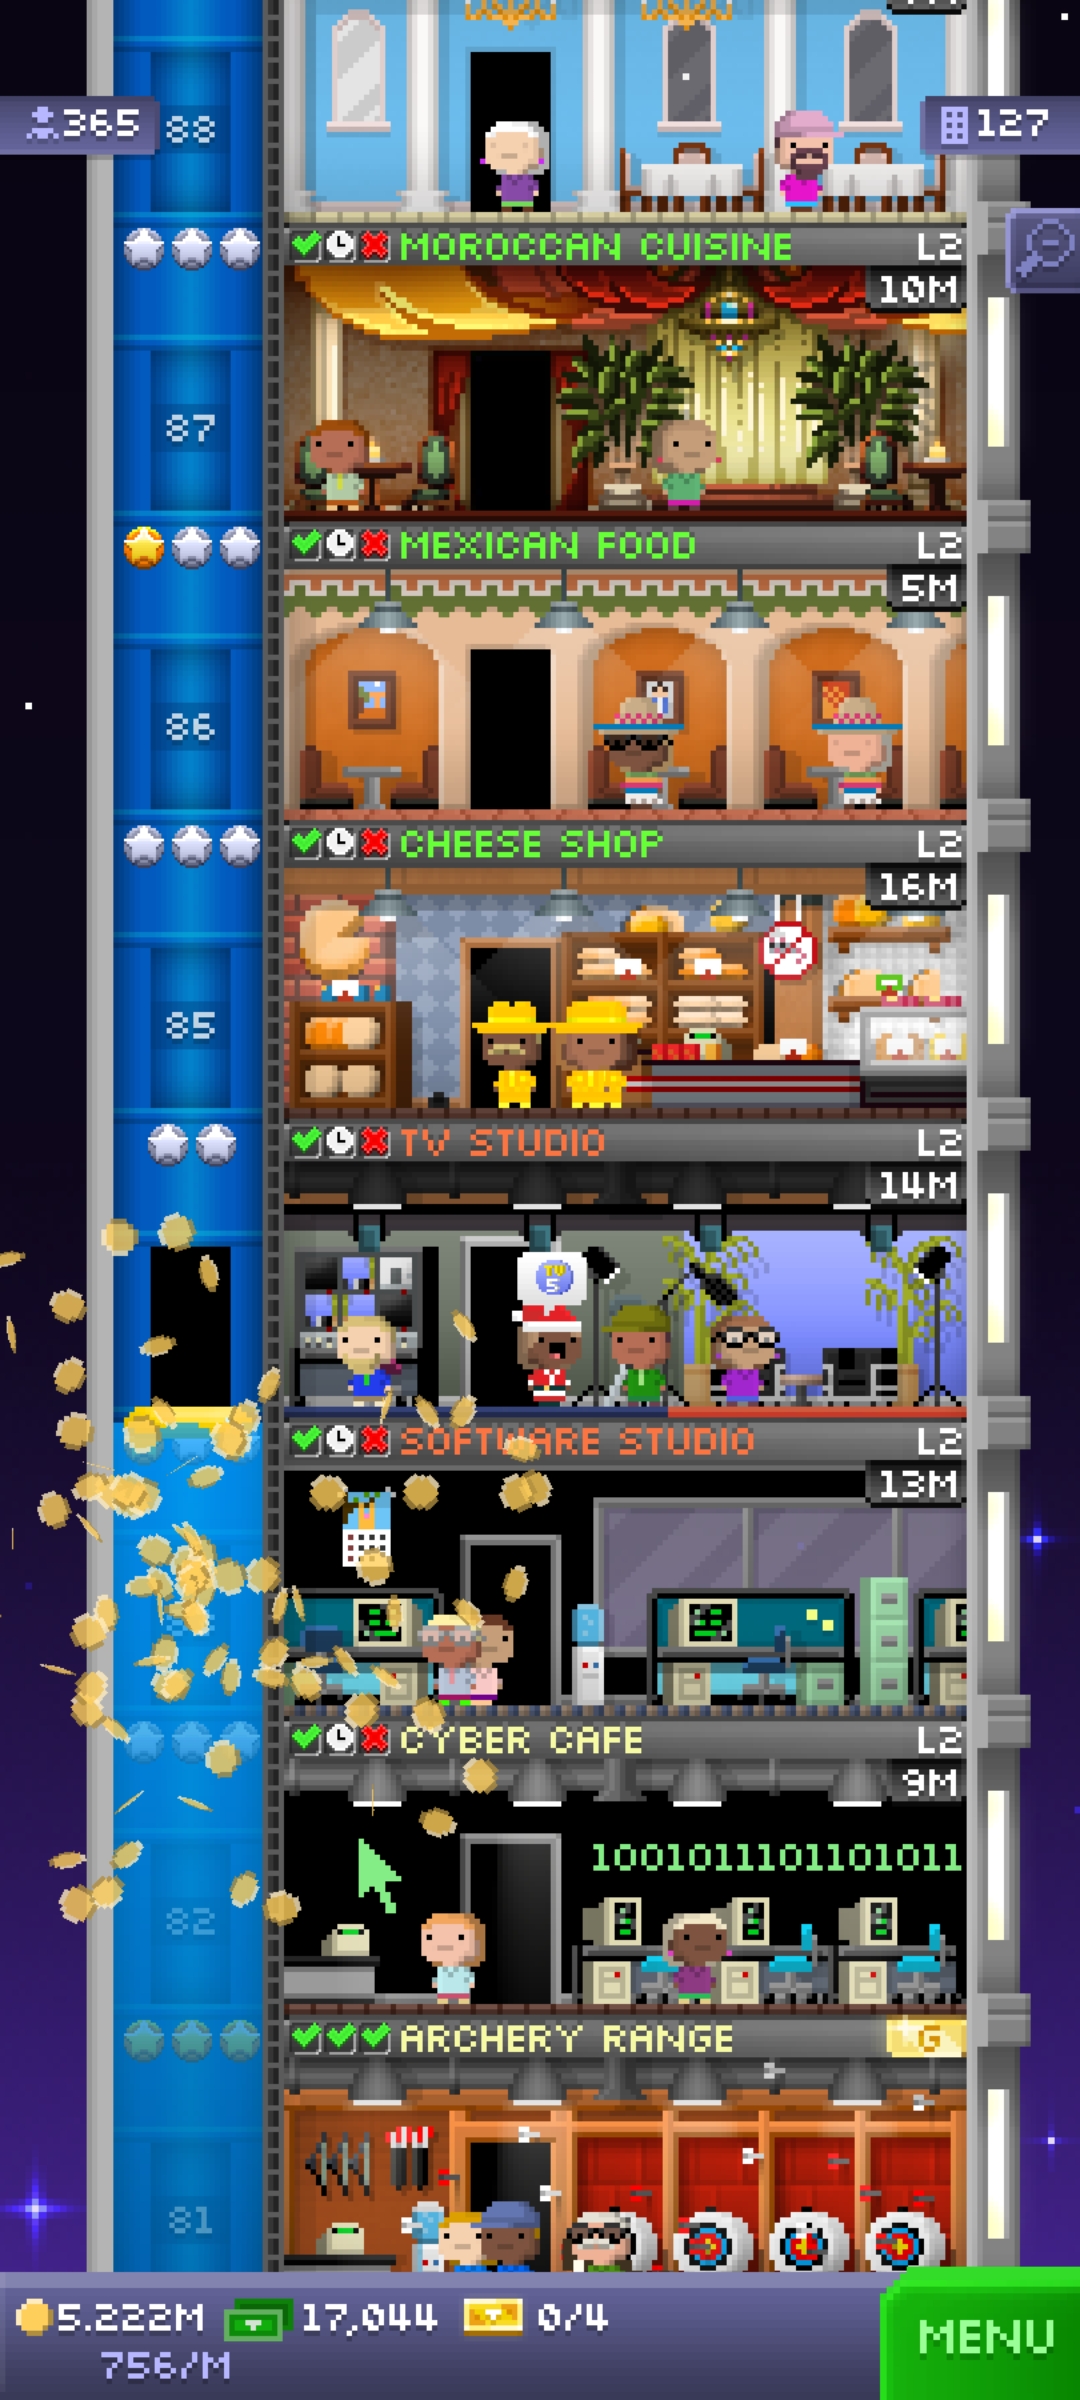 365
88
127
MOROCCAN CUISINE L2
10M
87
MEXICAN FOOD L2
5M
86
CHEESE SHOP L2
16M
85
TV STUDIO L2
14M
TV
5
SOFTWARE STUDIO L2
13M
CYBER CAFE L2
9M
1001011101101011
82
ARCHERY RANGE G
81
5.222M 17,044 0/4
756/M
MENU